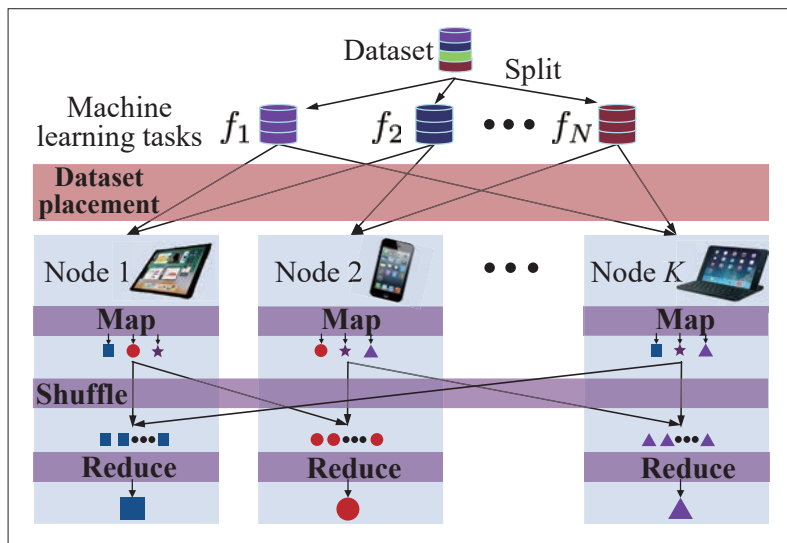 Dataset
Split
Machine
learning tasks
f1 f2 ••• fN
Dataset
placement
Node 1 Node 2 ••• Node K
Map Map Map
Shuffle
Reduce Reduce Reduce